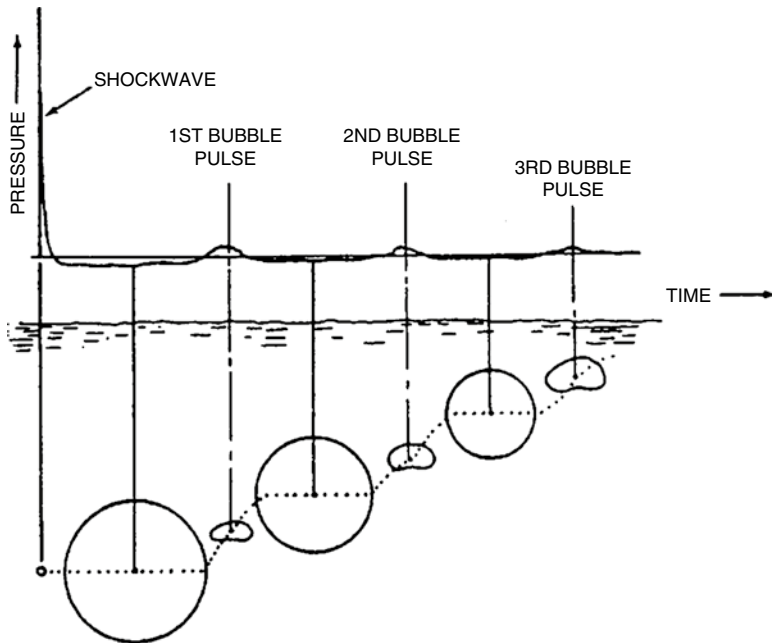 PRESSURE
SHOCKWAVE
1ST BUBBLE
PULSE
2ND BUBBLE
PULSE
3RD BUBBLE
PULSE
TIME